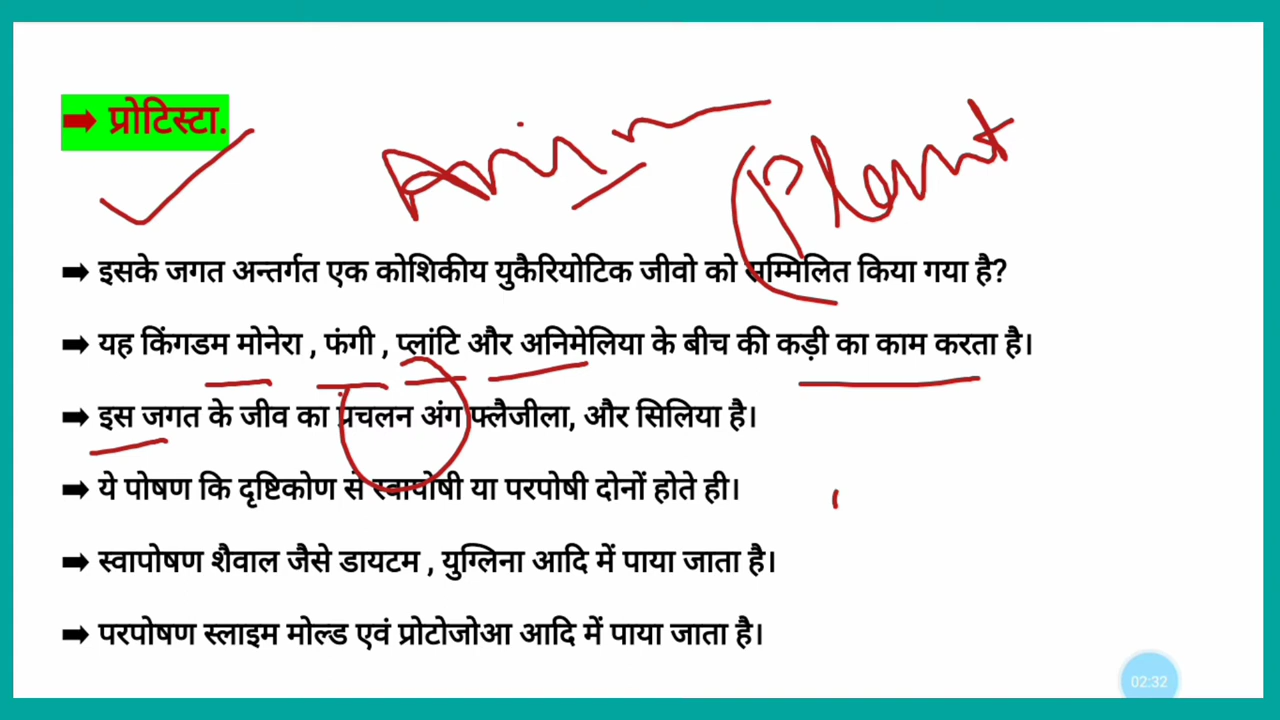 ➡ प्रोटिस्टा.
Plant
➡ इसके जगत अन्तर्गत एक कोशिकीय युकैरियोटिक जीवो को सम्मिलित किया गया है?
➡ यह किंगडम मोनेरा , फंगी , प्लांटि और अनिमेलिया के बीच की कड़ी का काम करता है।
➡ इस जगत के जीव का प्रचलन अंग फ्लैजीला, और सिलिया है।
➡ ये पोषण कि दृष्टिकोण से स्वापोषी या परपोषी दोनों होते ही।
➡ स्वापोषण शैवाल जैसे डायटम , युग्लिना आदि में पाया जाता है।
➡ परपोषण स्लाइम मोल्ड एवं प्रोटोजोआ आदि में पाया जाता है।
02:32